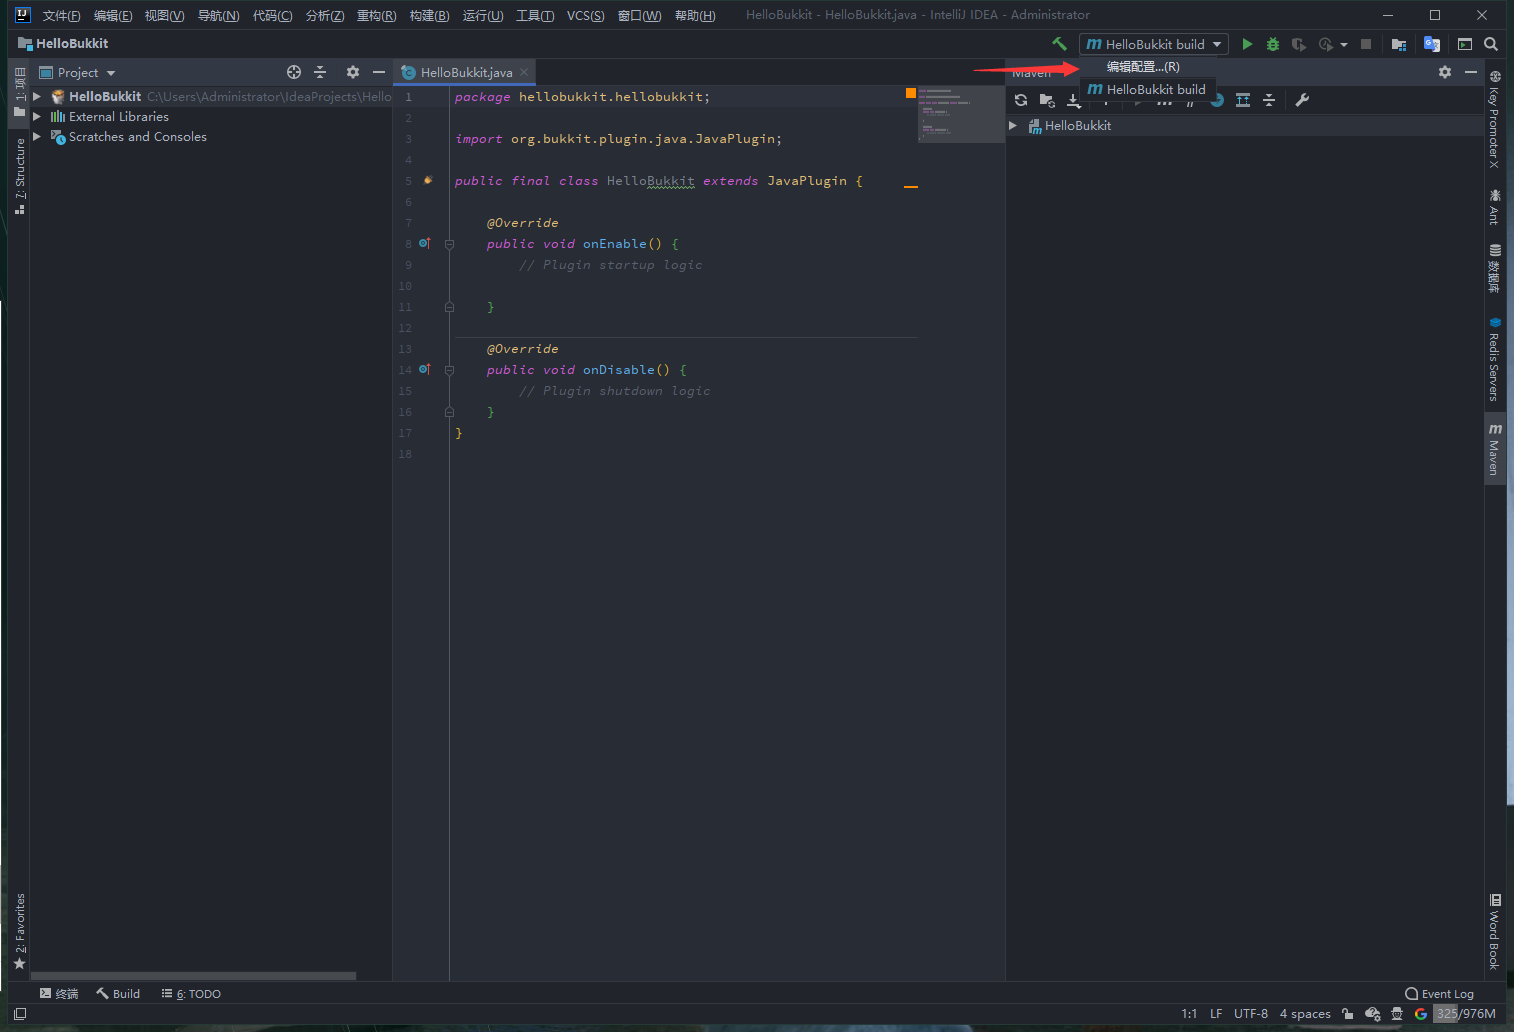 文件(F) 编辑(E) 视图(V) 导航(N) 代码(C) 分析(Z) 重构(R) 构建(B) 运行(U) 工具(T) VCS(S) 窗口(W) 帮助(H) HelloBukkit - HelloBukkit.java - IntelliJ IDEA - Administrator
HelloBukkit
HelloBukkit build
Project
HelloBukkit.java
Maven
编辑配置...(R)
HelloBukkit build
HelloBukkit C:\Users\Administrator\IdeaProjects\Hello
External Libraries
Scratches and Consoles
HelloBukkit
1 package hellobukkit.hellobukkit;
2
3 import org.bukkit.plugin.java.JavaPlugin;
4
5 public final class HelloBukkit extends JavaPlugin {
6
7 @Override
8 public void onEnable() {
9 // Plugin startup logic
10
11 }
12
13 @Override
14 public void onDisable() {
15 // Plugin shutdown logic
16 }
17 }
18
1: 项目
7: Structure
2: Favorites
Key Promoter X
Ant
数据库
Redis Servers
m Maven
Word Book
终端 Build 6: TODO Event Log
1:1 LF UTF-8 4 spaces 325/976M